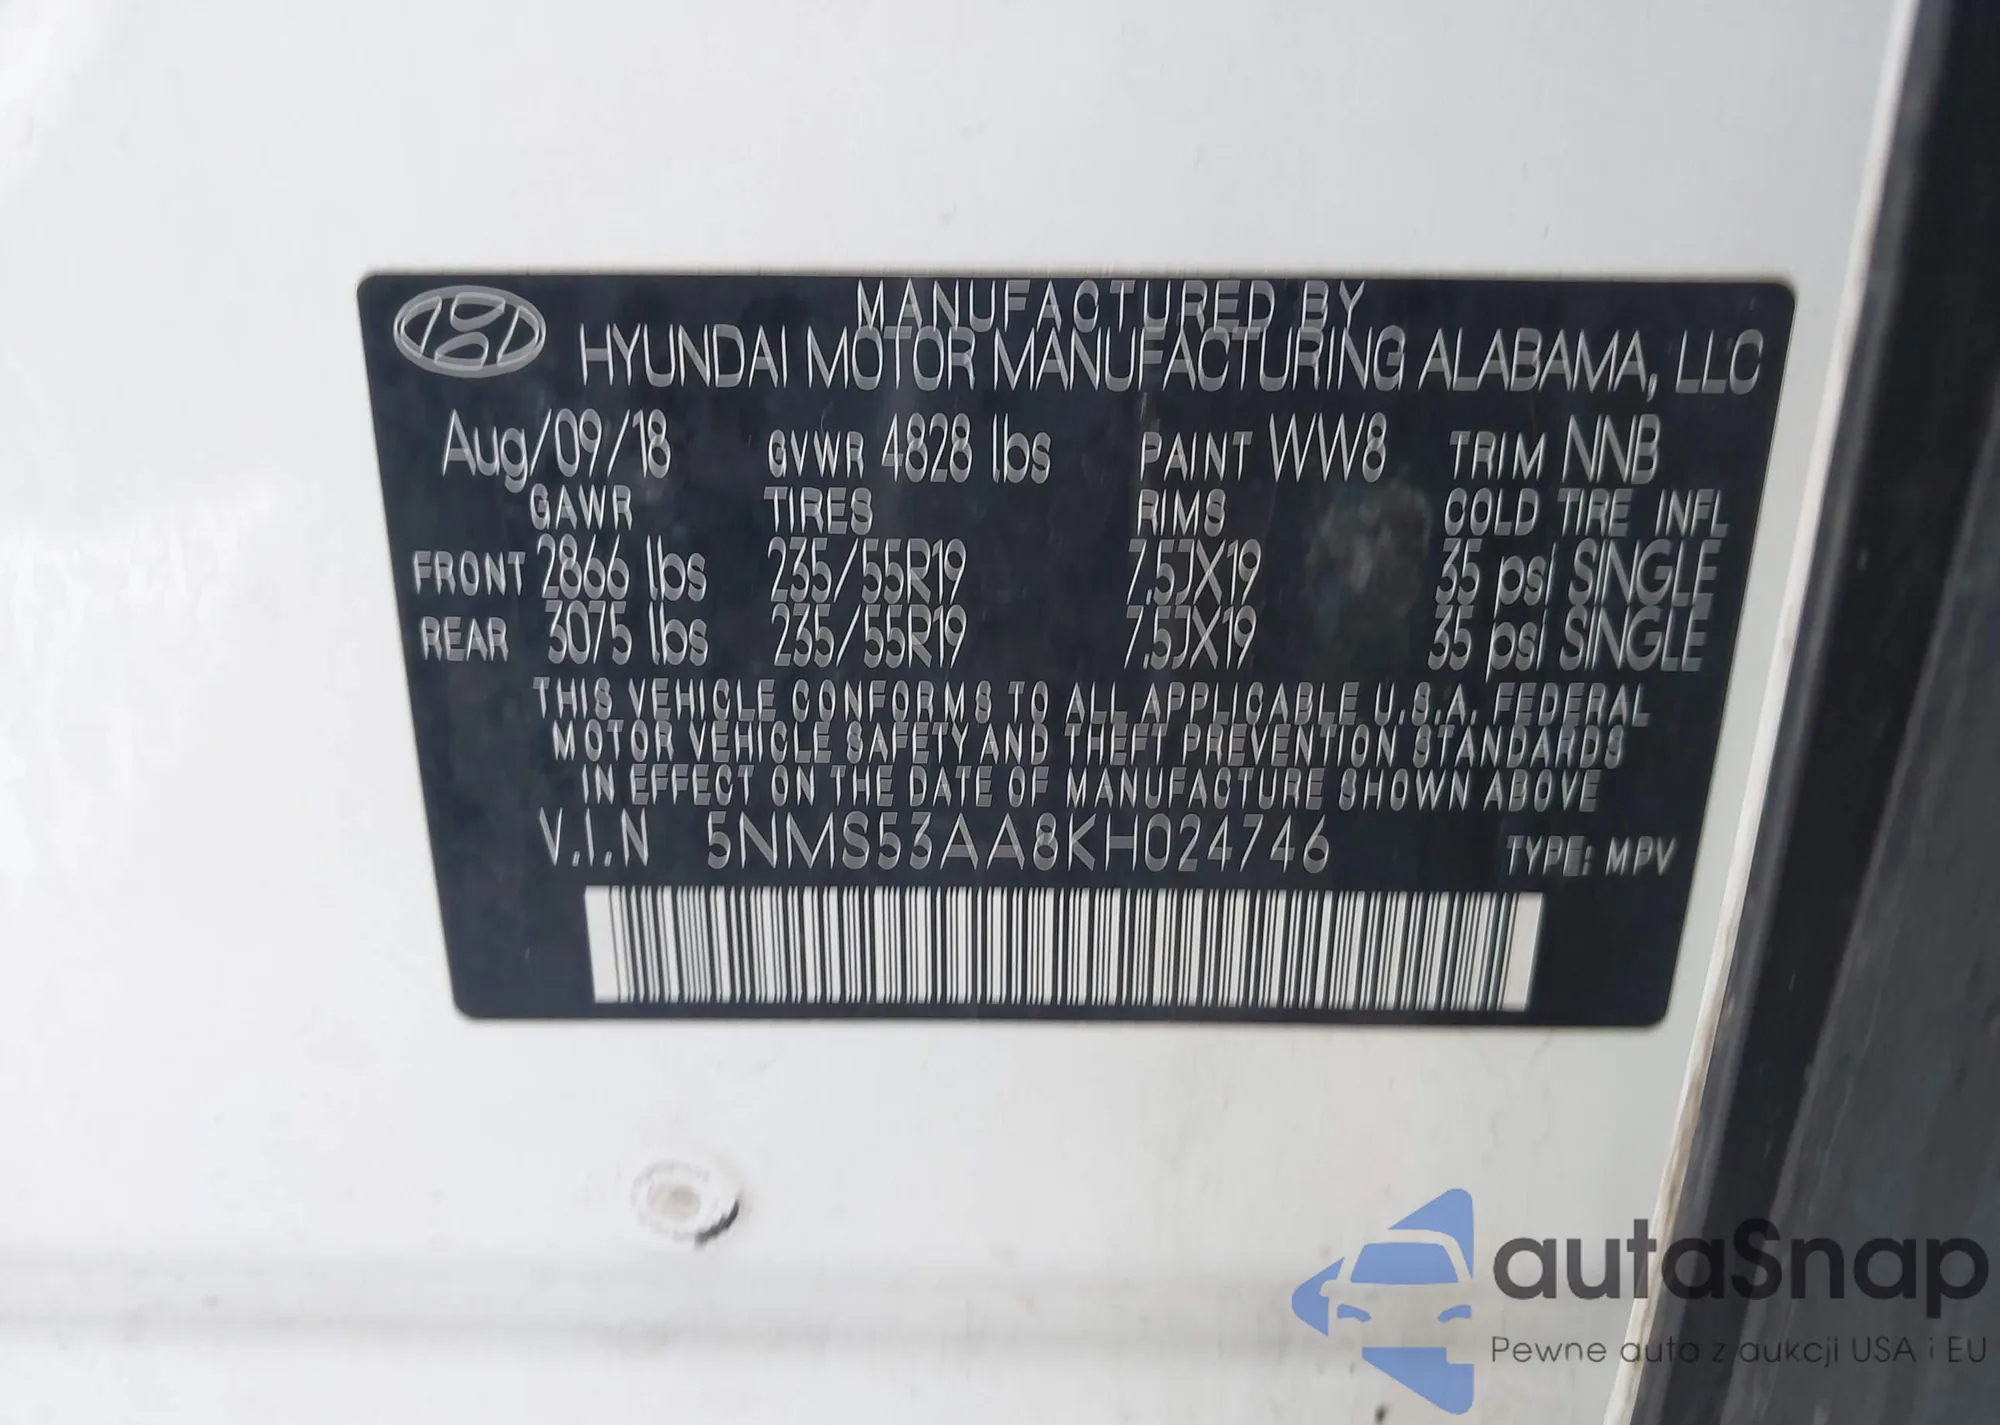 MANUFACTURED BY
HYUNDAI MOTOR MANUFACTURING ALABAMA, LLC
Aug/09/18 GVWR 4828 lbs PAINT WW8 TRIM NNB
GAWR TIRES RIMS COLD TIRE INFL
FRONT 2866 lbs 235/55R19 7.5JX19 35 psi SINGLE
REAR 3075 lbs 235/55R19 7.5JX19 35 psi SINGLE
THIS VEHICLE CONFORMS TO ALL APPLICABLE U.S.A. FEDERAL
MOTOR VEHICLE SAFETY AND THEFT PREVENTION STANDARDS
IN EFFECT ON THE DATE OF MANUFACTURE SHOWN ABOVE
V.I.N 5NMS53AA8KH024746 TYPE: MPV
autaSnap
Pewne auta z aukcji USA i EU